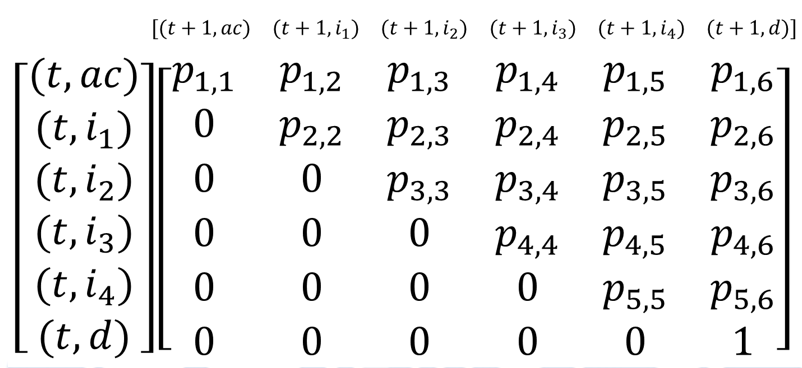 [(t + 1, ac) (t + 1, i₁) (t + 1, i₂) (t + 1, i₃) (t + 1, i₄) (t + 1, d)]
[(t, ac)] [p₁,₁ p₁,₂ p₁,₃ p₁,₄ p₁,₅ p₁,₆]
(t, i₁) 0 p₂,₂ p₂,₃ p₂,₄ p₂,₅ p₂,₆
(t, i₂) 0 0 p₃,₃ p₃,₄ p₃,₅ p₃,₆
(t, i₃) 0 0 0 p₄,₄ p₄,₅ p₄,₆
(t, i₄) 0 0 0 0 p₅,₅ p₅,₆
(t, d) 0 0 0 0 0 1